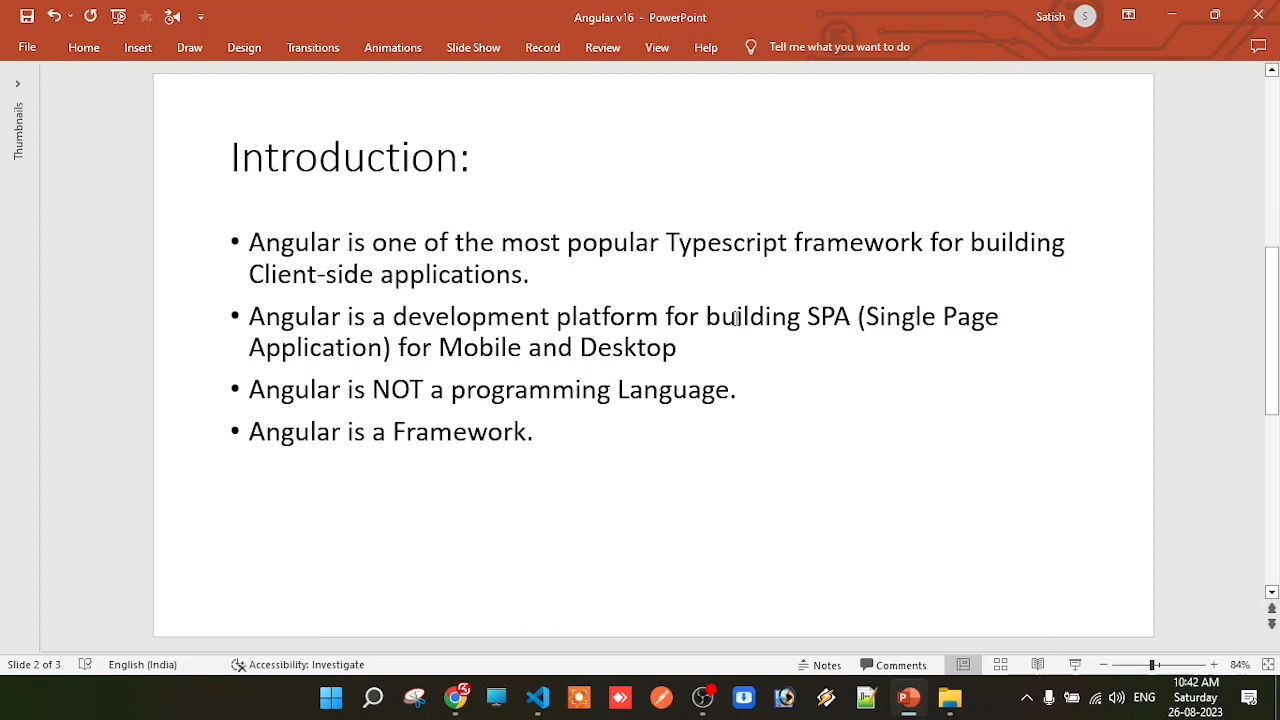 Angular v16 - PowerPoint
Satish S
File Home Insert Draw Design Transitions Animations Slide Show Record Review View Help Tell me what you want to do
Thumbnails
Introduction:
• Angular is one of the most popular Typescript framework for building
Client-side applications.
• Angular is a development platform for building SPA (Single Page
Application) for Mobile and Desktop
• Angular is NOT a programming Language.
• Angular is a Framework.
Slide 2 of 3 English (India) Accessibility: Investigate Notes Comments 84%
3
ENG
10:42 AM
Saturday
26-08-2023